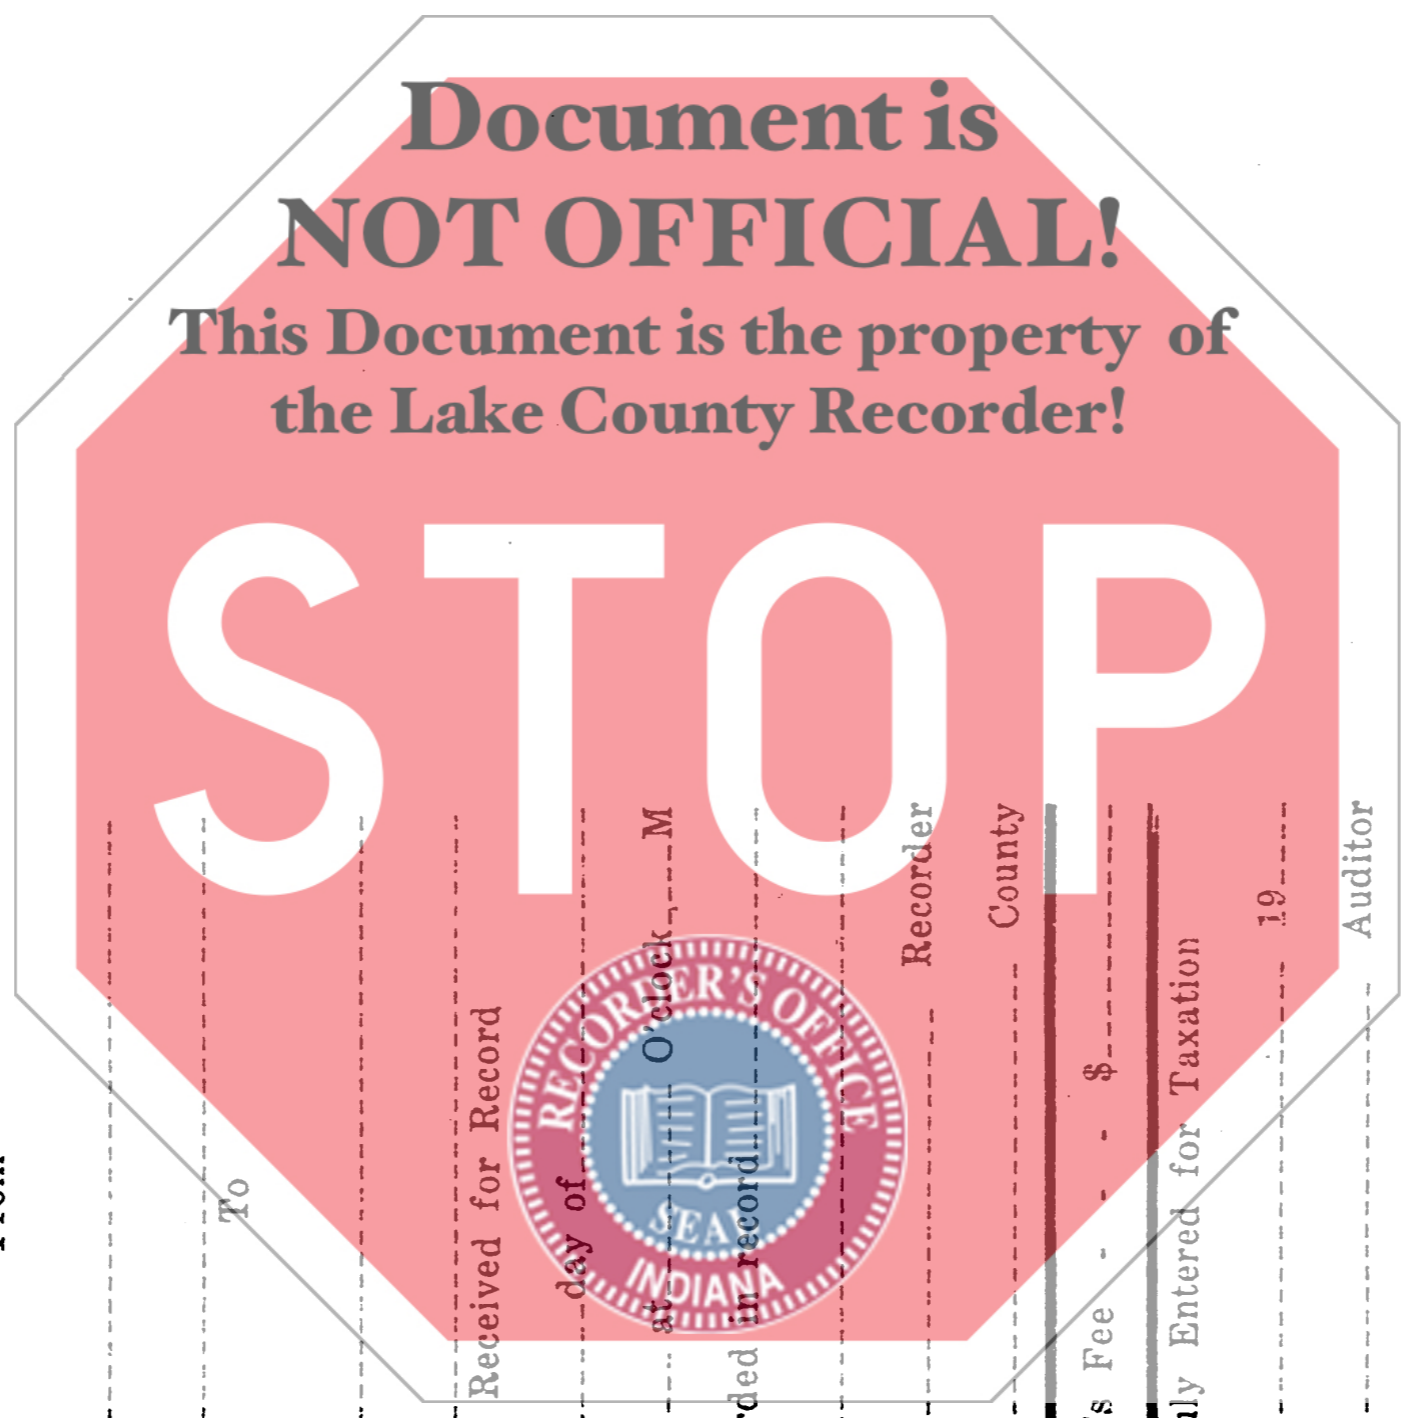 Document is
NOT OFFICIAL!
This Document is the property of
the Lake County Recorder!
STOP
RECORDER'S OFFICE
SEAL
INDIANA
To
Received for Record
day of
at O'clock, M
in record
Recorder
County
Fee - - - $
Entered for Taxation
19
Auditor